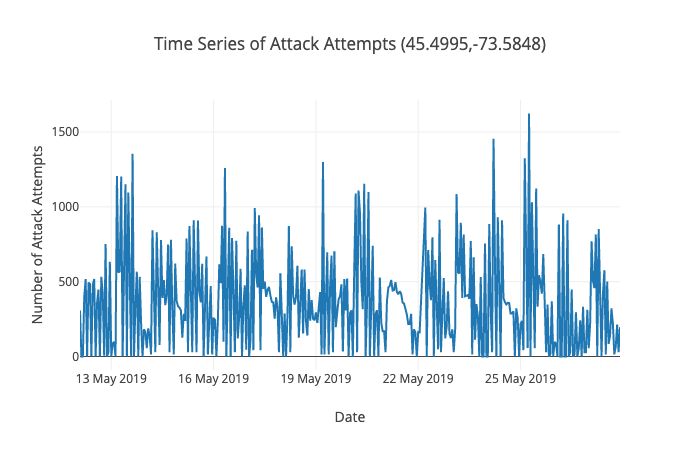 Time Series of Attack Attempts (45.4995,-73.5848)
Number of Attack Attempts
1500
1000
500
0
13 May 2019 16 May 2019 19 May 2019 22 May 2019 25 May 2019
Date